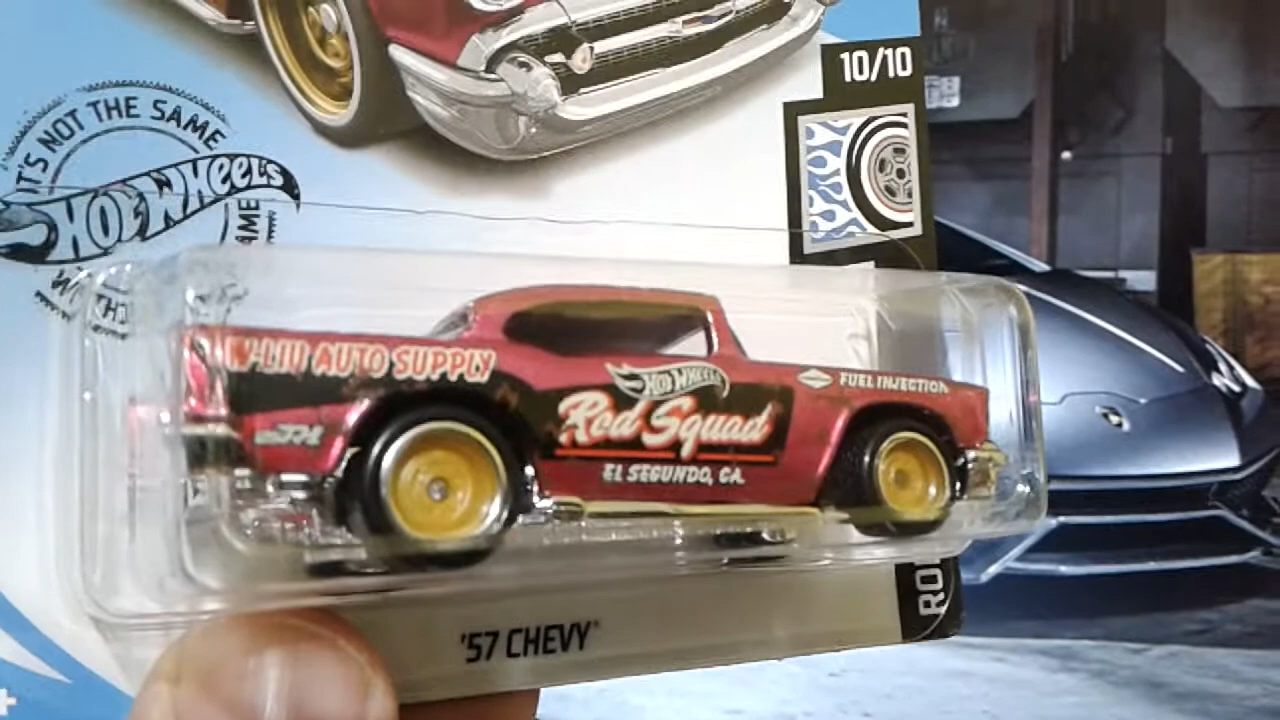 10/10
IT'S NOT THE SAME
HOT WHEELS
W-LIU AUTO SUPPLY
HOT WHEELS
Rod Squad
EL SEGUNDO, CA.
FUEL INJECTION
'57 CHEVY